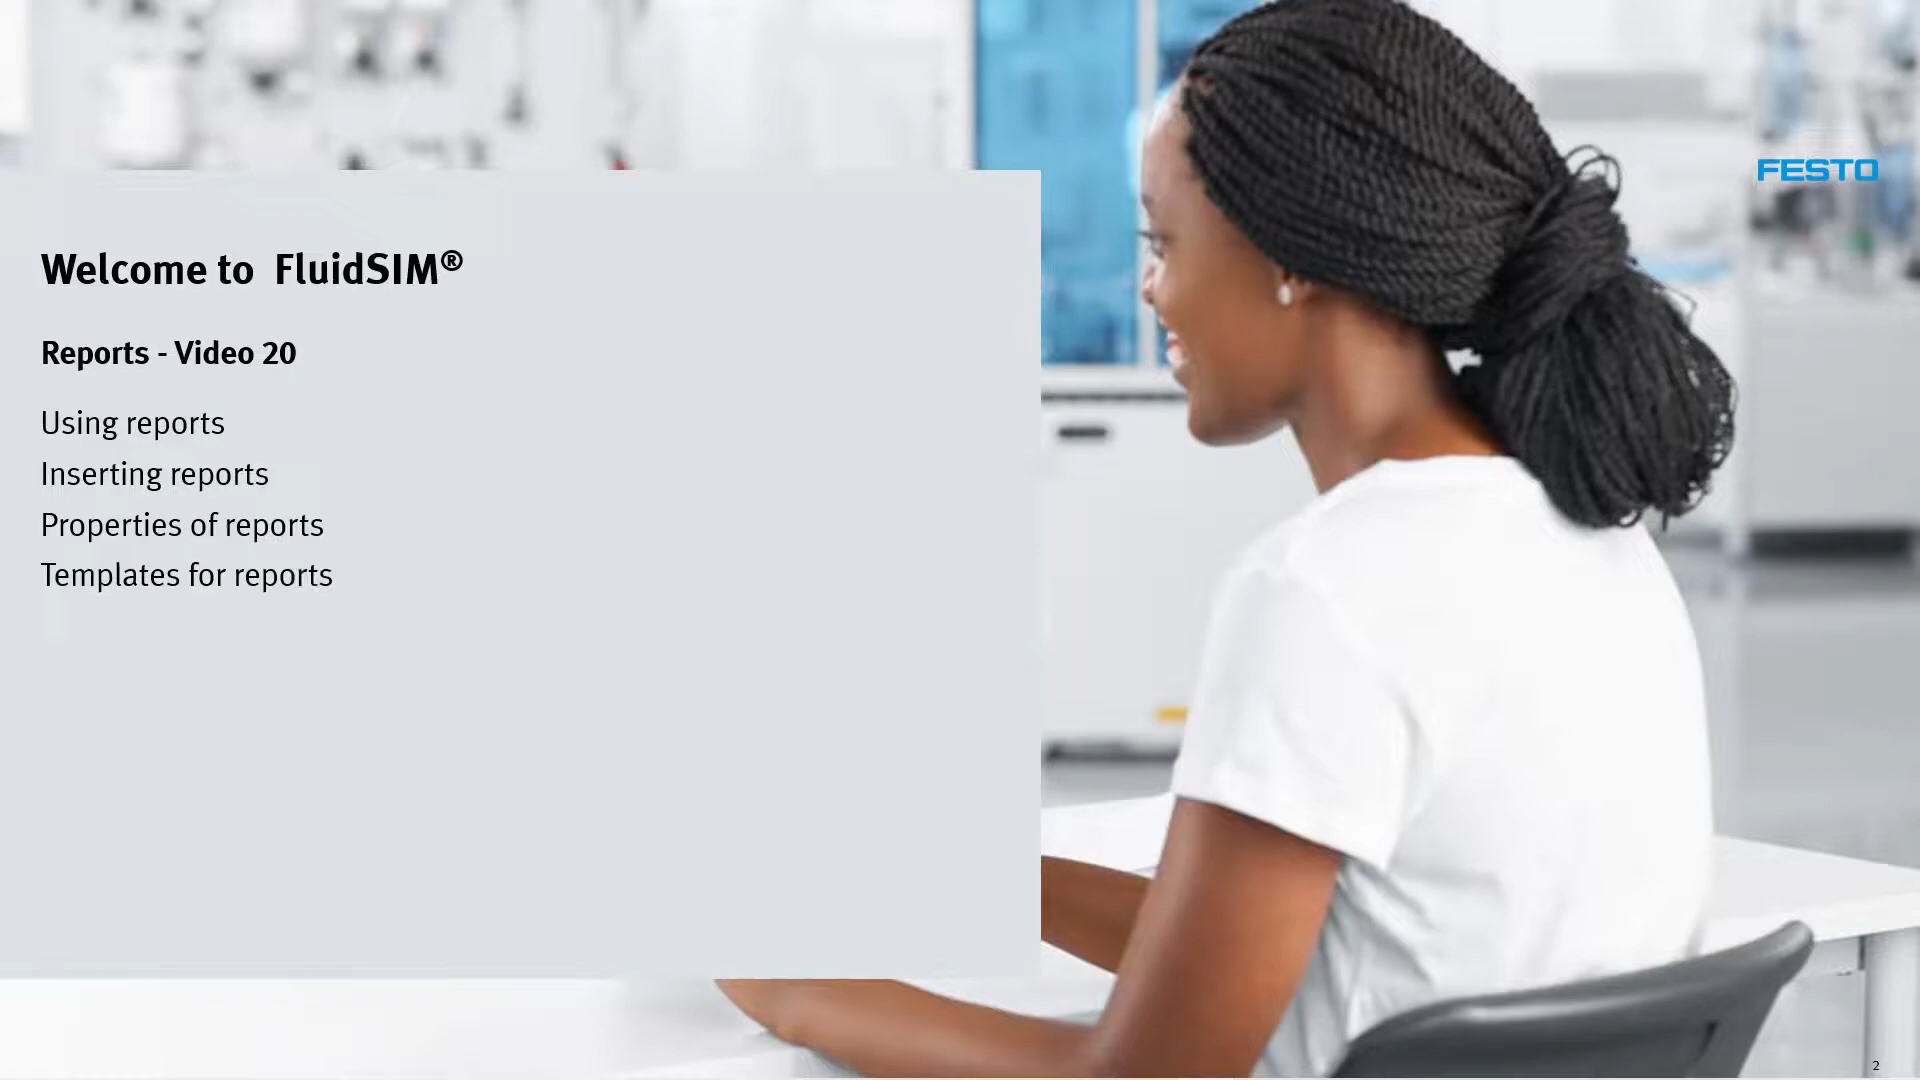 FESTO
Welcome to  FluidSIM®
Reports - Video 20
Using reports
Inserting reports
Properties of reports
Templates for reports
2